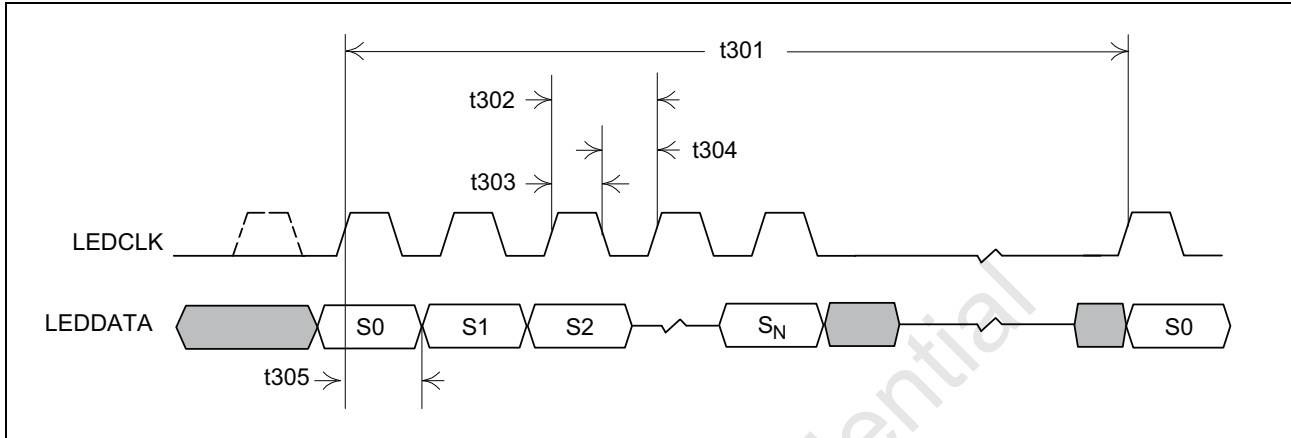 t301
t302
t304
t303
LEDCLK
LEDDATA
S0
S1
S2
SN
S0
t305